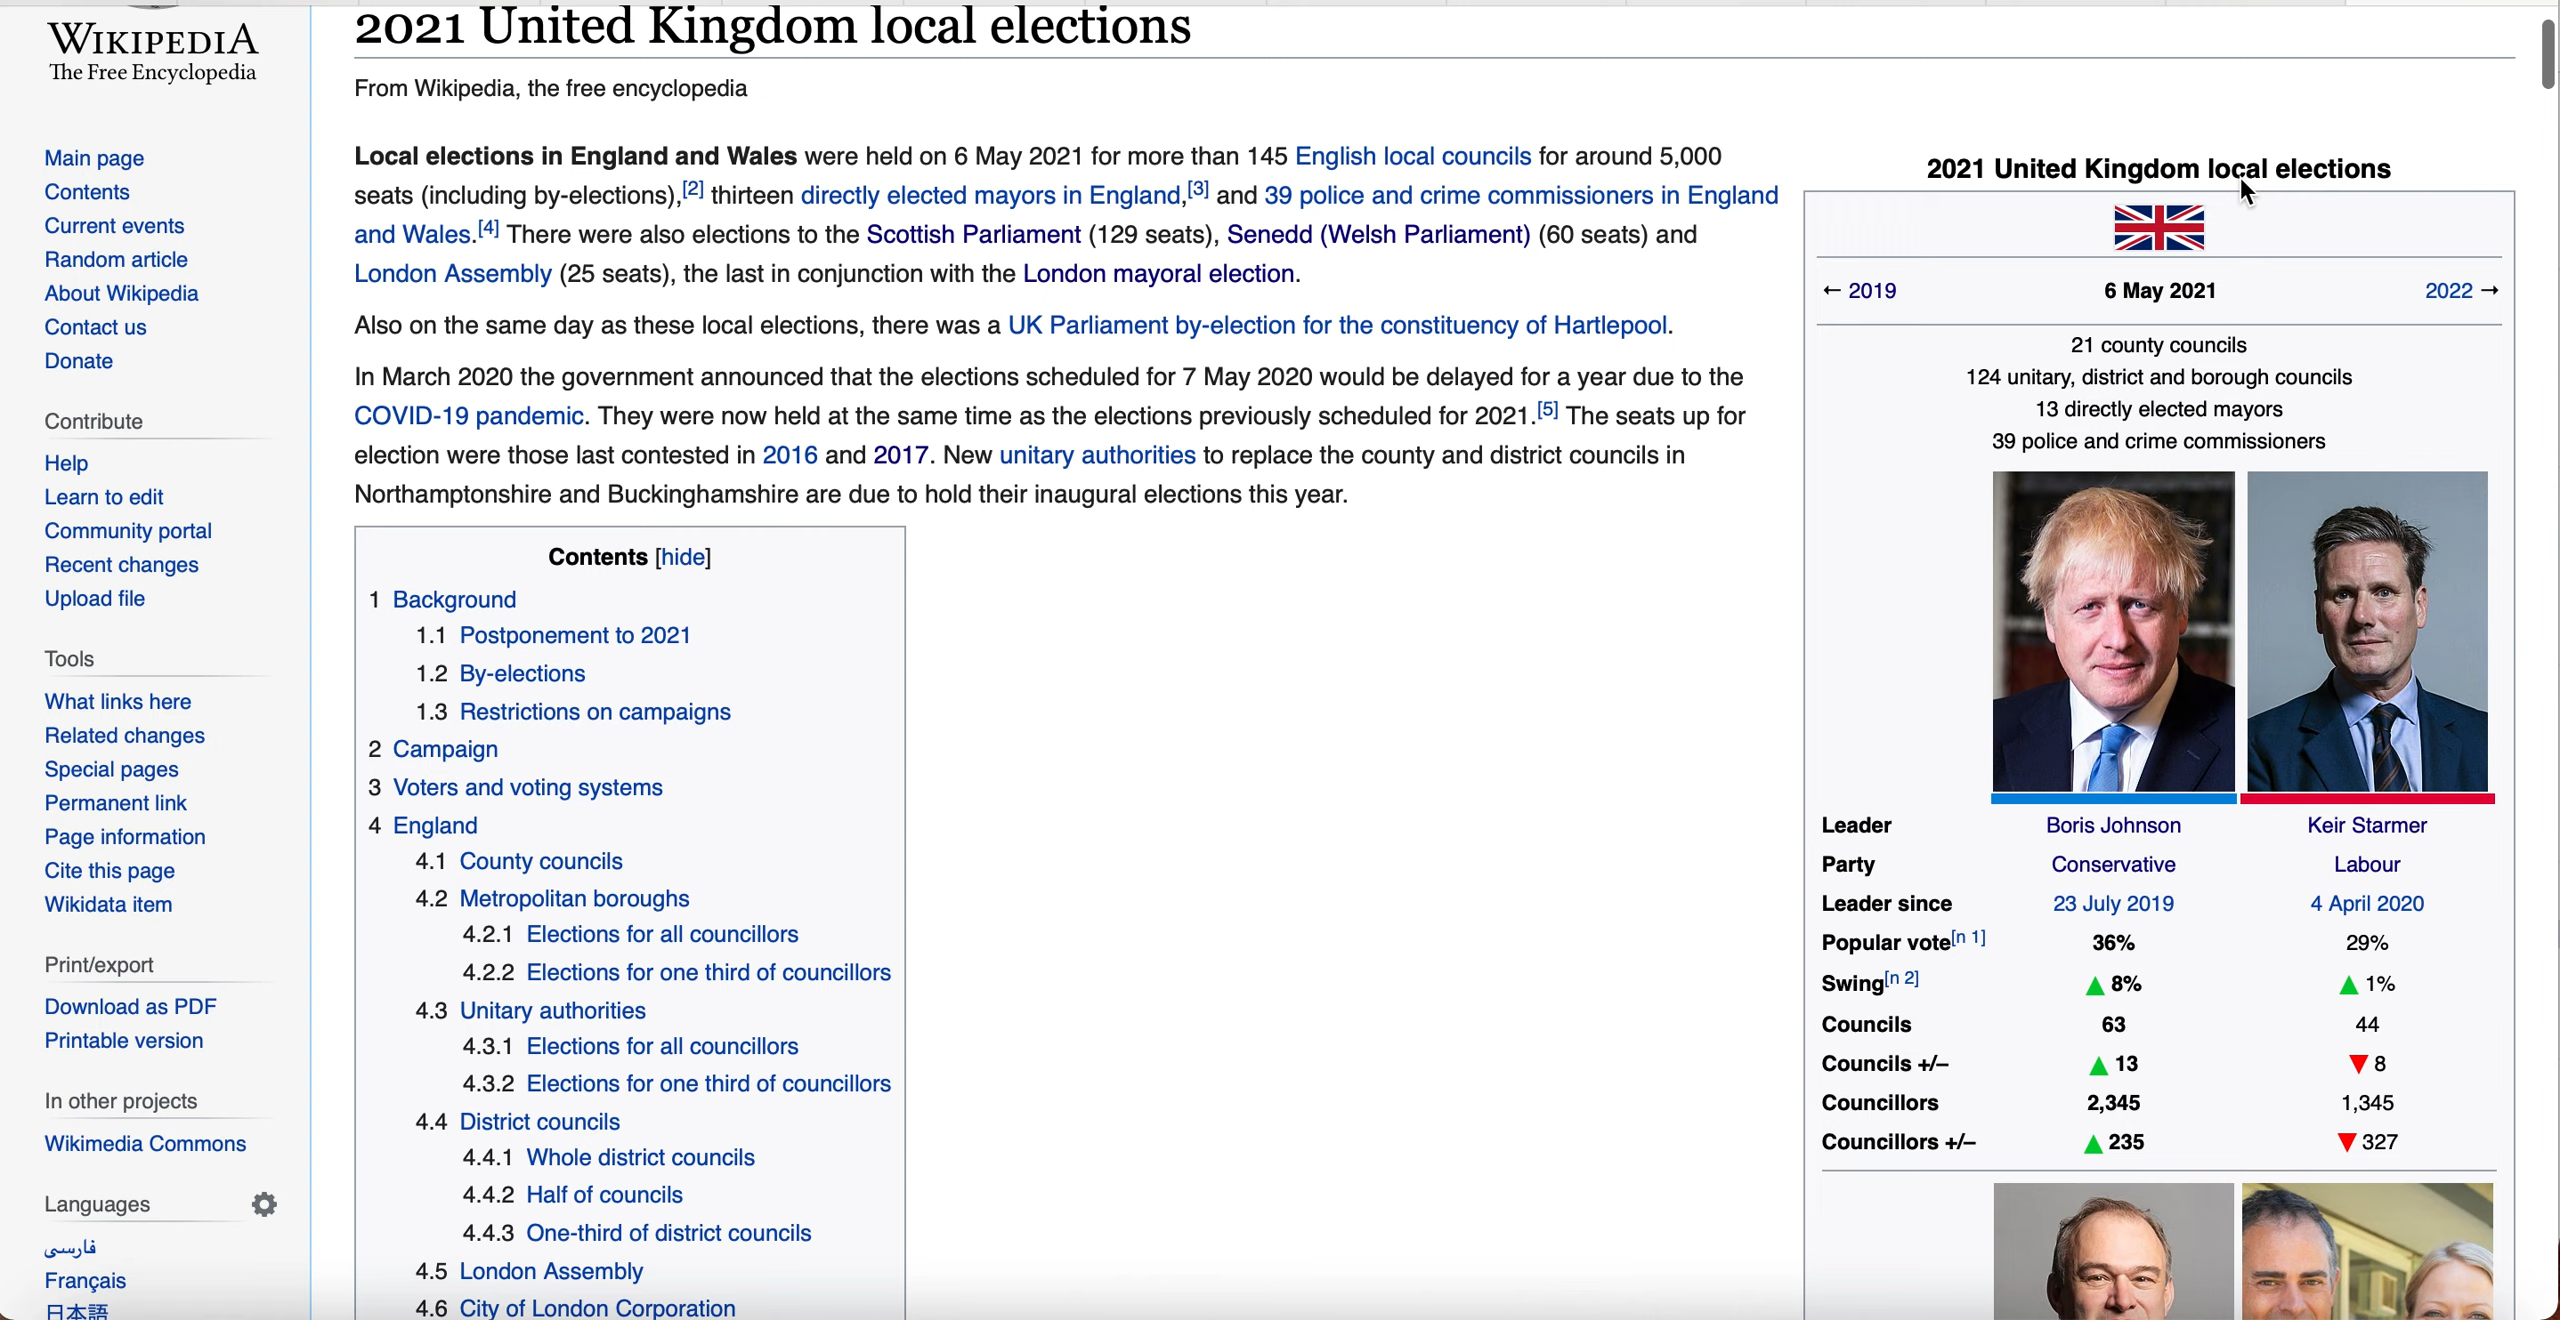 WIKIPEDIA
The Free Encyclopedia
Main page
Contents
Current events
Random article
About Wikipedia
Contact us
Donate
Contribute
Help
Learn to edit
Community portal
Recent changes
Upload file
Tools
What links here
Related changes
Special pages
Permanent link
Page information
Cite this page
Wikidata item
Print/export
Download as PDF
Printable version
In other projects
Wikimedia Commons
Languages
فارسی
Français
日本語
2021 United Kingdom local elections
From Wikipedia, the free encyclopedia
Local elections in England and Wales were held on 6 May 2021 for more than 145 English local councils for around 5,000
seats (including by-elections),[2] thirteen directly elected mayors in England,[3] and 39 police and crime commissioners in England
and Wales.[4] There were also elections to the Scottish Parliament (129 seats), Senedd (Welsh Parliament) (60 seats) and
London Assembly (25 seats), the last in conjunction with the London mayoral election.
Also on the same day as these local elections, there was a UK Parliament by-election for the constituency of Hartlepool.
In March 2020 the government announced that the elections scheduled for 7 May 2020 would be delayed for a year due to the
COVID-19 pandemic. They were now held at the same time as the elections previously scheduled for 2021.[5] The seats up for
election were those last contested in 2016 and 2017. New unitary authorities to replace the county and district councils in
Northamptonshire and Buckinghamshire are due to hold their inaugural elections this year.
Contents [hide]
1 Background
1.1 Postponement to 2021
1.2 By-elections
1.3 Restrictions on campaigns
2 Campaign
3 Voters and voting systems
4 England
4.1 County councils
4.2 Metropolitan boroughs
4.2.1 Elections for all councillors
4.2.2 Elections for one third of councillors
4.3 Unitary authorities
4.3.1 Elections for all councillors
4.3.2 Elections for one third of councillors
4.4 District councils
4.4.1 Whole district councils
4.4.2 Half of councils
4.4.3 One-third of district councils
4.5 London Assembly
4.6 City of London Corporation
2021 United Kingdom local elections
← 2019 6 May 2021 2022 →
21 county councils
124 unitary, district and borough councils
13 directly elected mayors
39 police and crime commissioners
Leader Boris Johnson Keir Starmer
Party Conservative Labour
Leader since 23 July 2019 4 April 2020
Popular vote[n 1] 36% 29%
Swing[n 2] ▲ 8% ▲ 1%
Councils 63 44
Councils +/– ▲ 13 ▼ 8
Councillors 2,345 1,345
Councillors +/– ▲ 235 ▼ 327